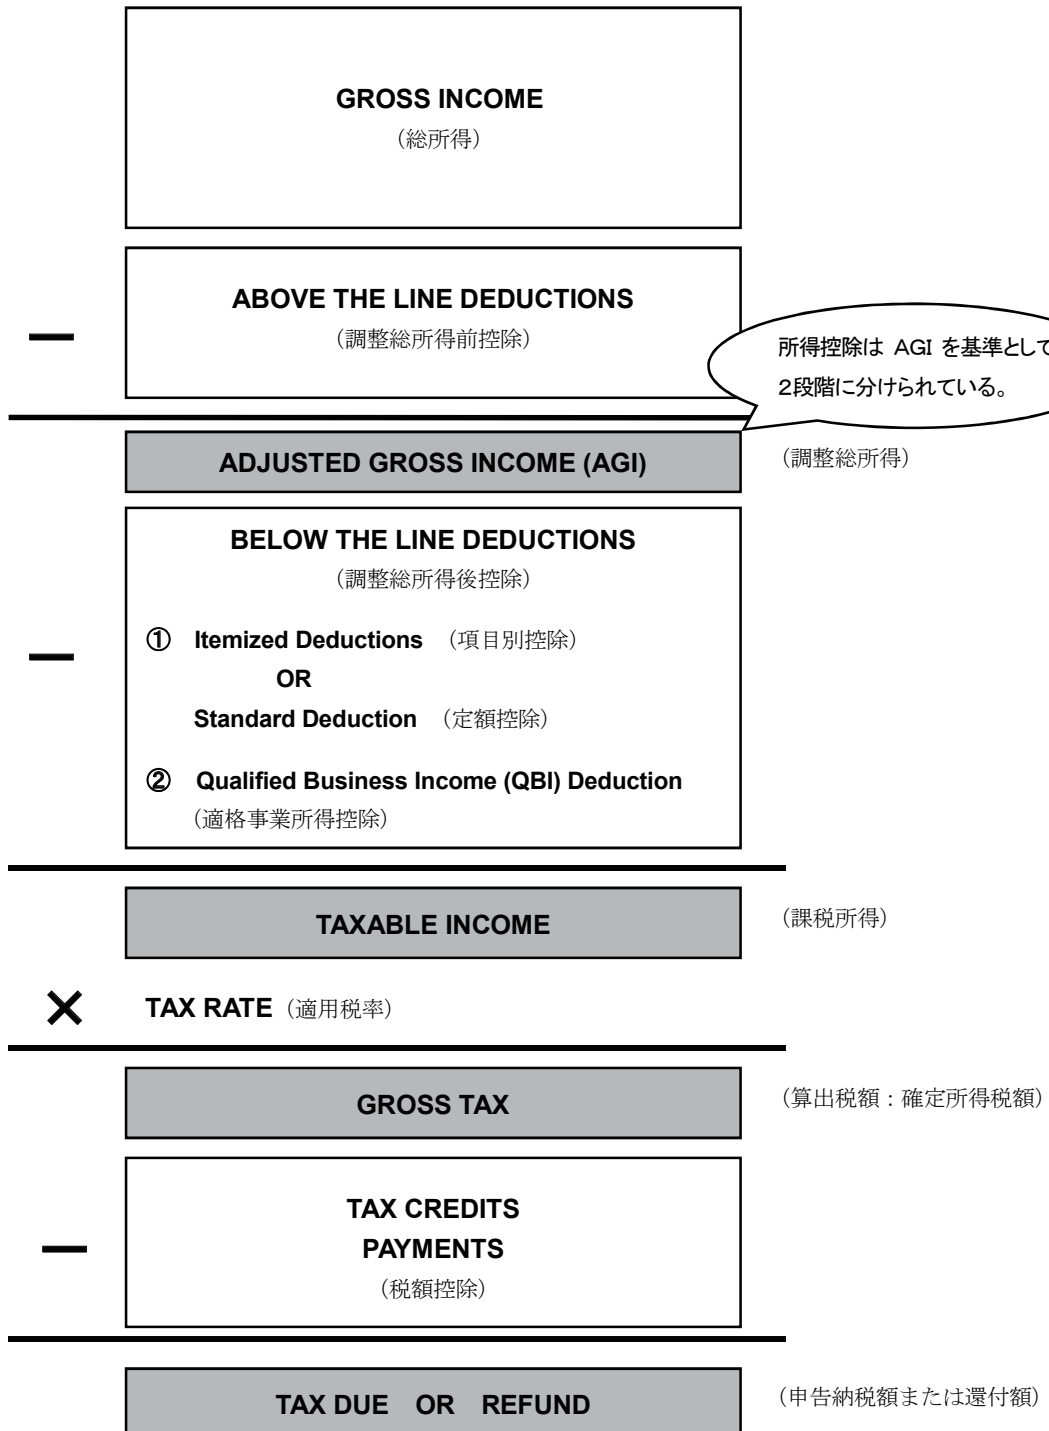 GROSS INCOME
（総所得）
ABOVE THE LINE DEDUCTIONS
（調整総所得前控除）
所得控除は AGI を基準として
２段階に分けられている。
ADJUSTED GROSS INCOME (AGI)
（調整総所得）
BELOW THE LINE DEDUCTIONS
（調整総所得後控除）
① Itemized Deductions （項目別控除）
OR
Standard Deduction （定額控除）
② Qualified Business Income (QBI) Deduction
（適格事業所得控除）
TAXABLE INCOME
（課税所得）
TAX RATE（適用税率）
GROSS TAX
（算出税額：確定所得税額）
TAX CREDITS
PAYMENTS
（税額控除）
TAX DUE OR REFUND
（申告納税額または還付額）